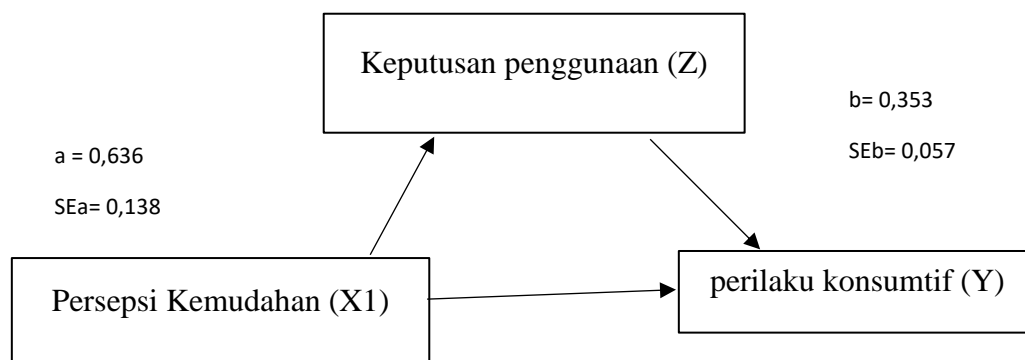 Keputusan penggunaan (Z)
b= 0,353
SEb= 0,057
a = 0,636
SEa= 0,138
Persepsi Kemudahan (X1)
perilaku konsumtif (Y)